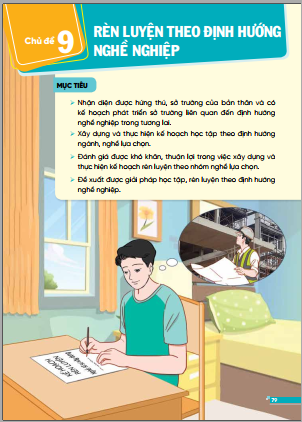 Chủ đề 9
RÈN LUYỆN THEO ĐỊNH HƯỚNG
NGHỀ NGHIỆP
MỤC TIÊU
➤ Nhận diện được hứng thú, sở trường của bản thân và có
kế hoạch phát triển sở trường liên quan đến định hướng
nghề nghiệp trong tương lai.
➤ Xây dựng và thực hiện kế hoạch học tập theo định hướng
ngành, nghề lựa chọn.
➤ Đánh giá được khó khăn, thuận lợi trong việc xây dựng và
thực hiện kế hoạch rèn luyện theo nhóm nghề lựa chọn.
➤ Đề xuất được giải pháp học tập, rèn luyện theo định hướng
nghề nghiệp.
KẾ HOẠCH
RÈN LUYỆN
79